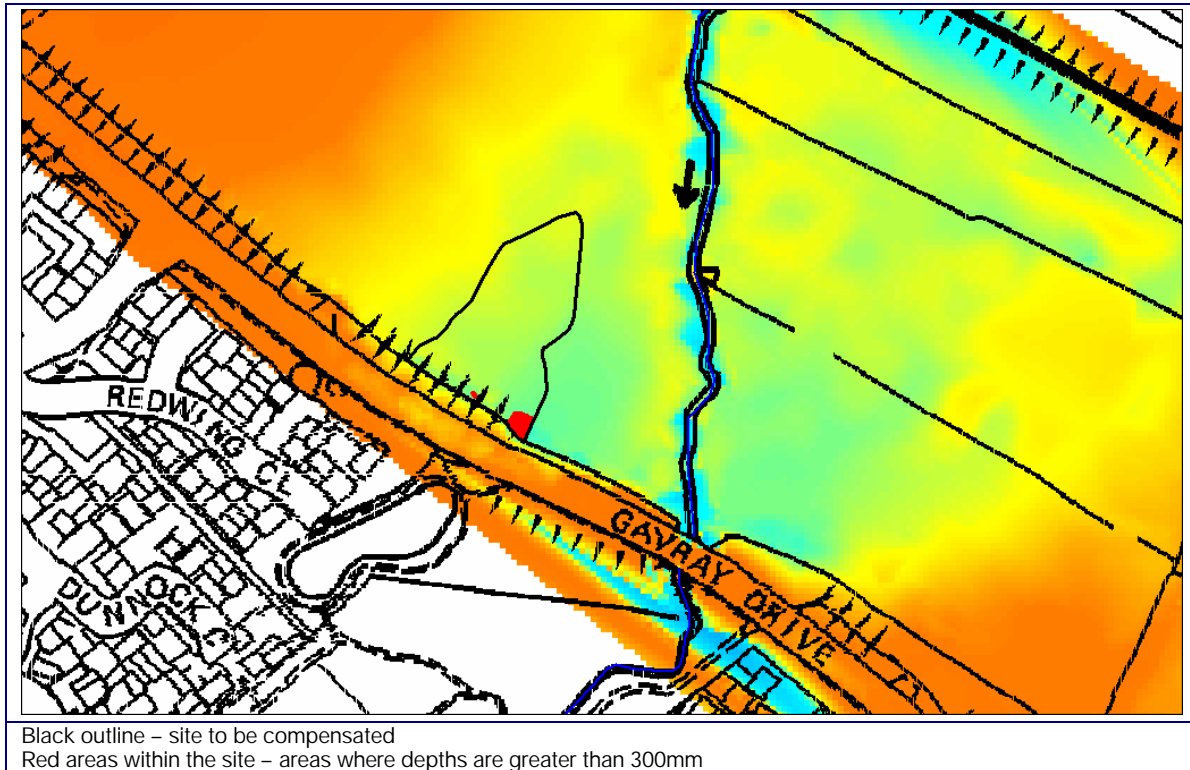 REDWING CL
DUNNOCK CL
GAVRAY DRIVE
Black outline – site to be compensated
Red areas within the site – areas where depths are greater than 300mm